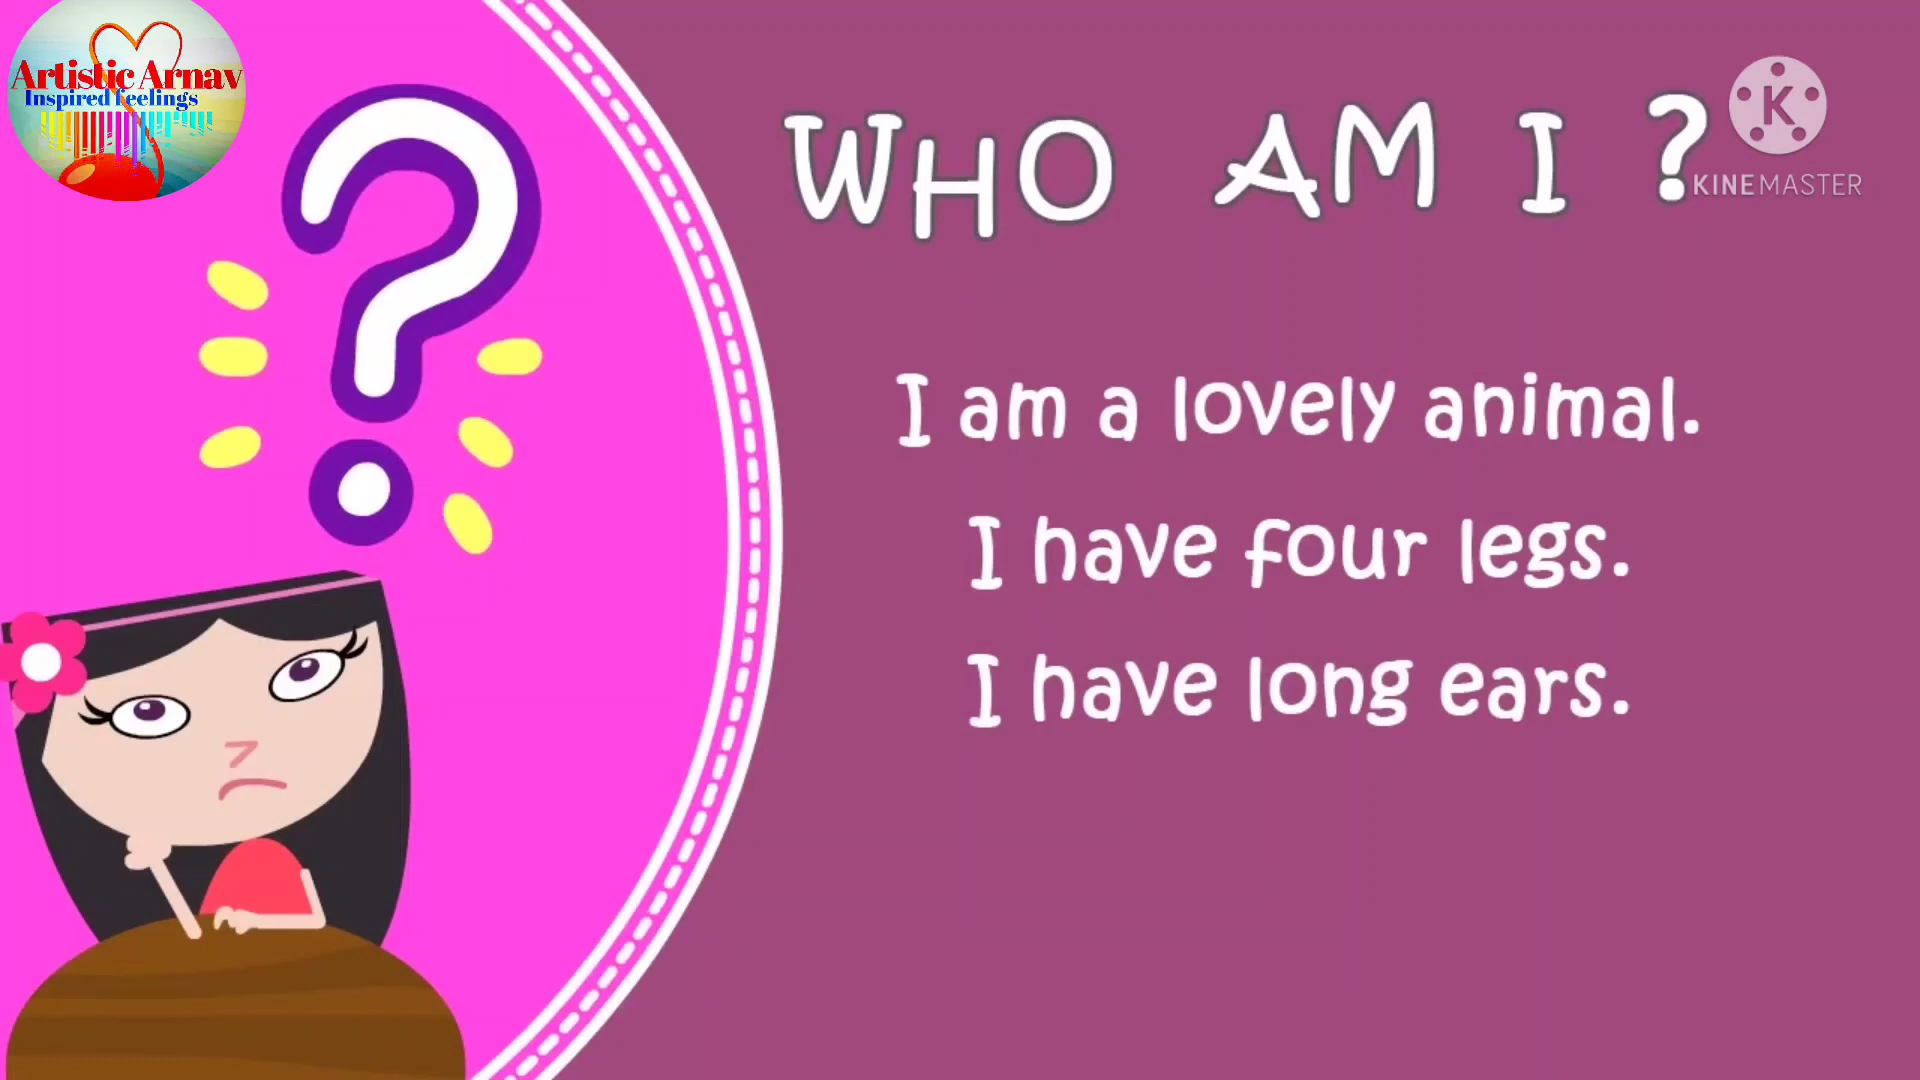 Artistic Arnav
Inspired feelings
WHO AM I ?
K
KINEMASTER
I am a lovely animal.
I have four legs.
I have long ears.